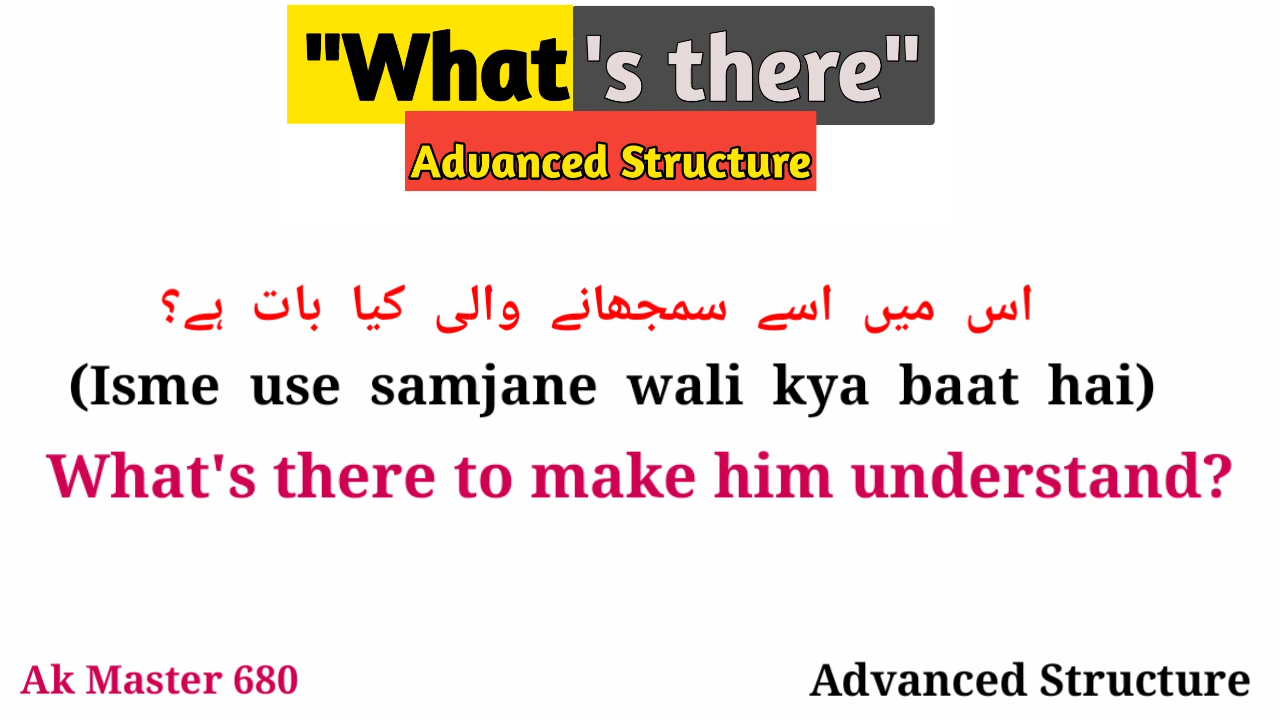 "What's there"
Advanced Structure
اس میں اسے سمجھانے والی کیا بات ہے؟
(Isme use samjane wali kya baat hai)
What's there to make him understand?
Ak Master 680
Advanced Structure